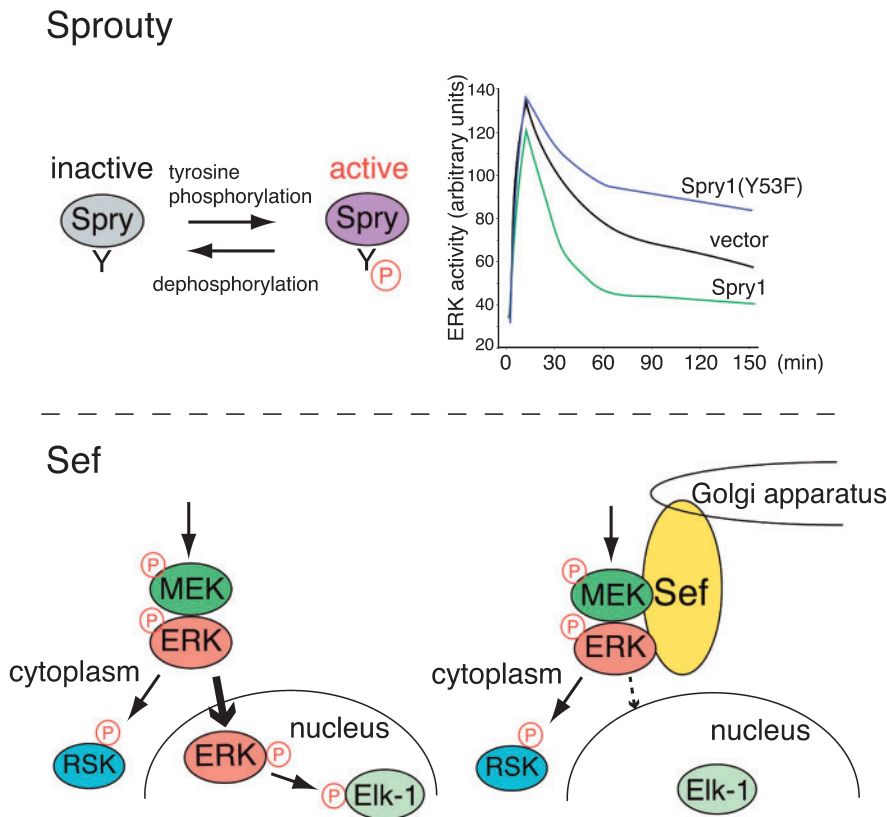 Sprouty
inactive
tyrosine
phosphorylation
active
Spry
Spry
Y
Y
P
dephosphorylation
ERK activity (arbitrary units)
140
120
100
80
60
40
20
0 30 60 90 120 150 (min)
Spry1(Y53F)
vector
Spry1
Sef
P
MEK
P
ERK
cytoplasm
P
RSK
nucleus
ERK
P
P
Elk-1
Golgi apparatus
P
MEK
Sef
P
ERK
cytoplasm
P
RSK
nucleus
Elk-1